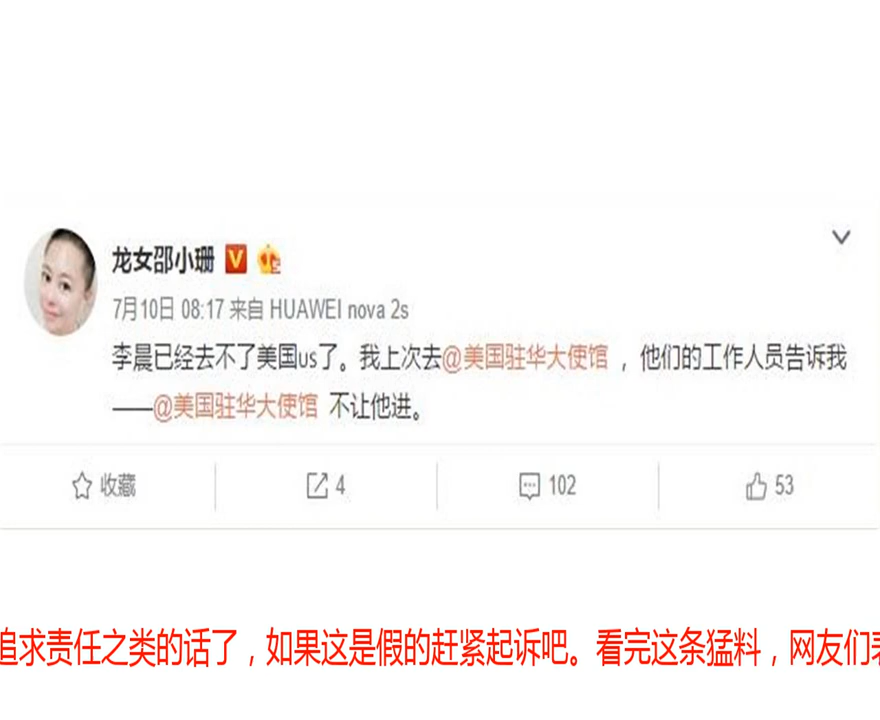 龙女邵小珊
7月10日 08:17 来自 HUAWEI nova 2s
李晨已经去不了美国us了。我上次去@美国驻华大使馆 ，他们的工作人员告诉我
——@美国驻华大使馆 不让他进。
收藏 4 102 53
追求责任之类的话了，如果这是假的赶紧起诉吧。看完这条猛料，网友们表